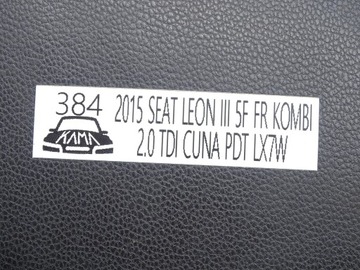 384 2015 SEAT LEON III 5F FR KOMBI
KAMA 2.0 TDI CUNA PDT LX7W